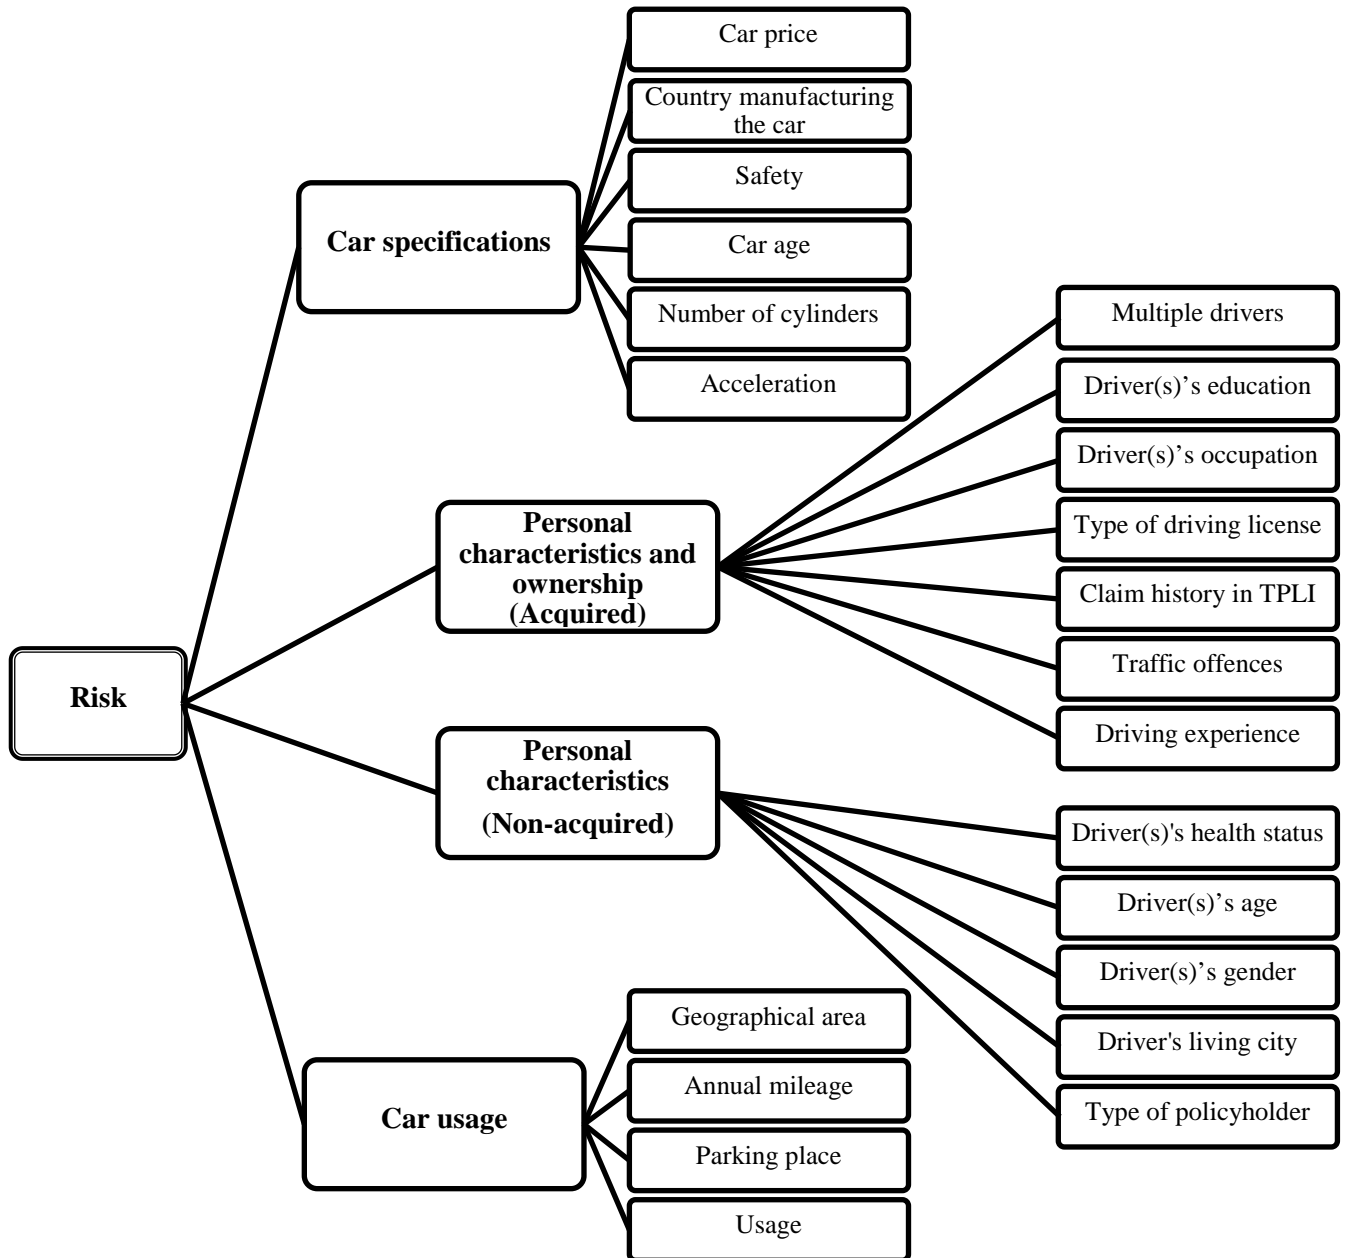 Car price
Country manufacturing
the car
Safety
Car specifications
Car age
Number of cylinders
Acceleration
Multiple drivers
Driver(s)’s education
Driver(s)’s occupation
Personal
characteristics and
ownership
(Acquired)
Type of driving license
Claim history in TPLI
Traffic offences
Driving experience
Risk
Personal
characteristics
(Non-acquired)
Driver(s)'s health status
Driver(s)’s age
Driver(s)’s gender
Driver's living city
Type of policyholder
Geographical area
Annual mileage
Car usage
Parking place
Usage